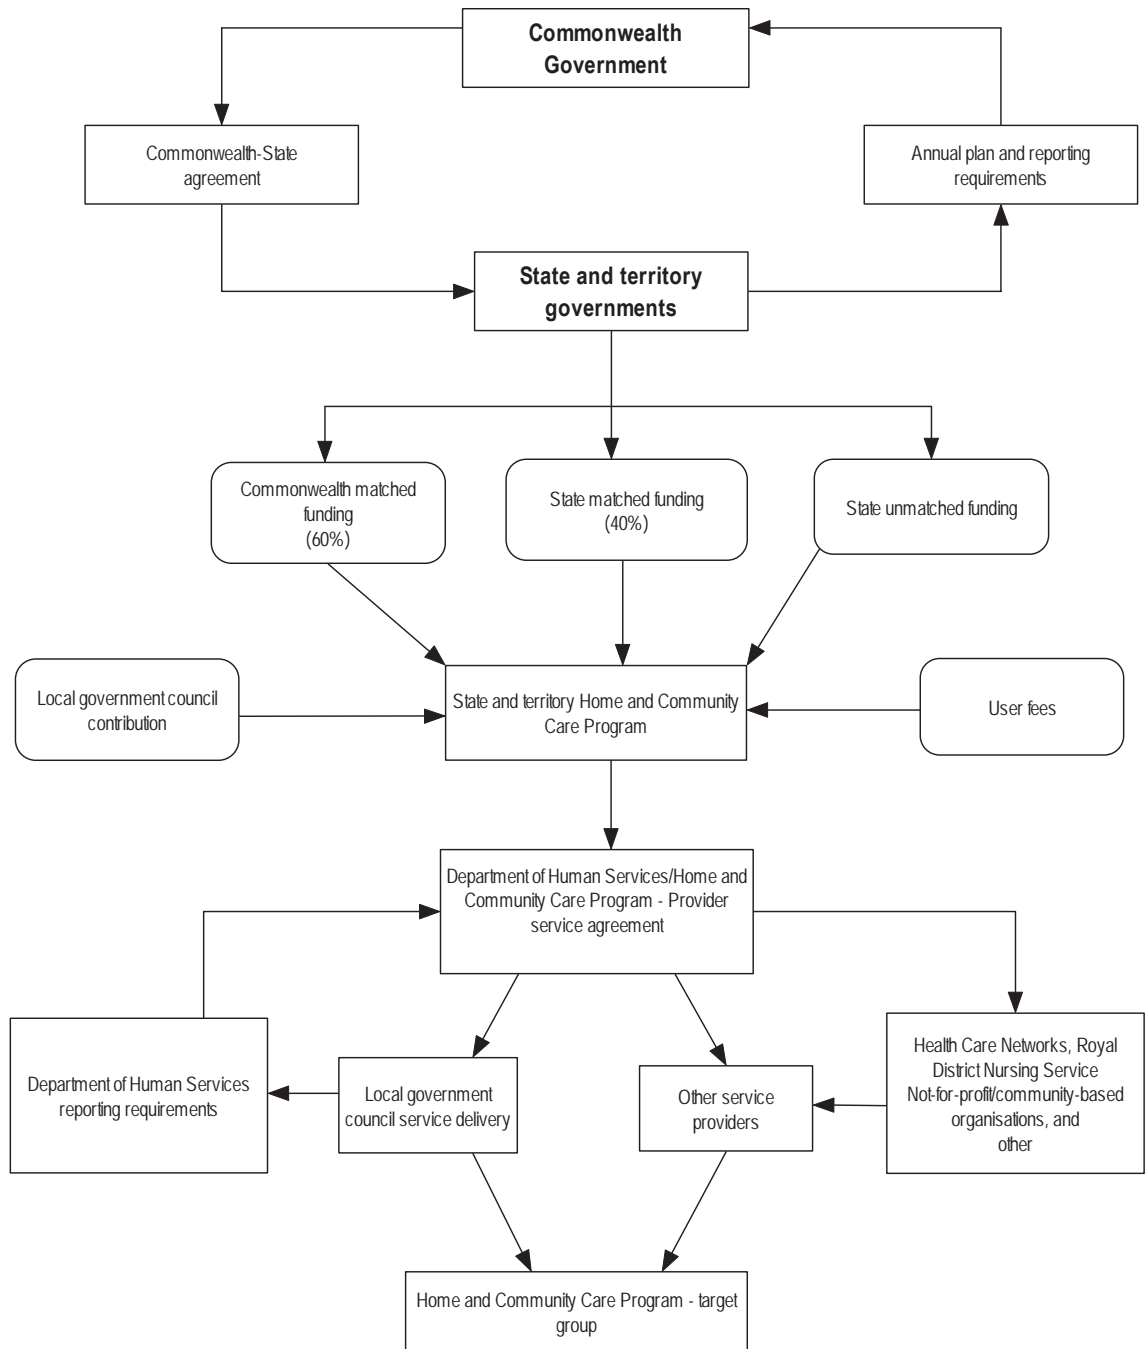 Commonwealth
Government
Commonwealth-State
agreement
Annual plan and reporting
requirements
State and territory
governments
Commonwealth matched
funding
(60%)
State matched funding
(40%)
State unmatched funding
Local government council
contribution
State and territory Home and Community
Care Program
User fees
Department of Human Services/Home and
Community Care Program - Provider
service agreement
Department of Human Services
reporting requirements
Local government
council service delivery
Other service
providers
Health Care Networks, Royal
District Nursing Service
Not-for-profit/community-based
organisations, and
other
Home and Community Care Program - target
group